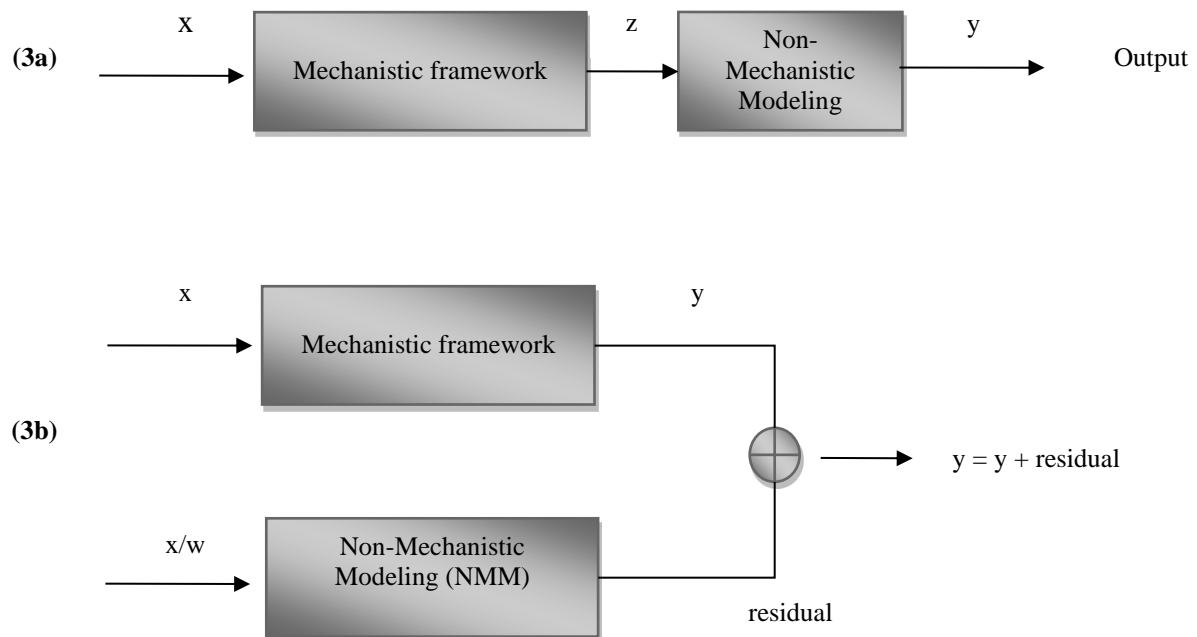 x
z
y
(3a)
Mechanistic framework
Non-
Mechanistic
Modeling
Output
x
y
Mechanistic framework
(3b)
y = y + residual
x/w
Non-Mechanistic
Modeling (NMM)
residual